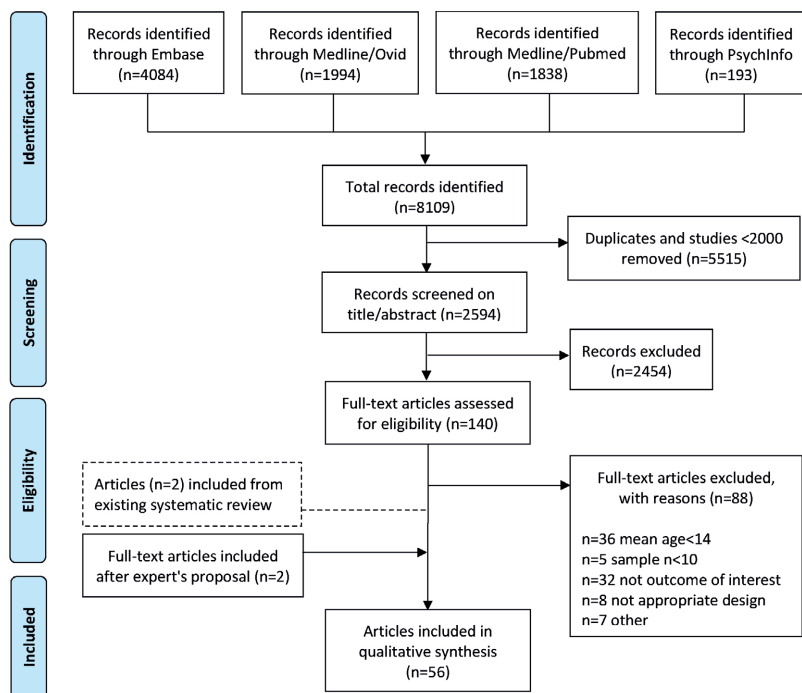 Identification
Records identified
through Embase
(n=4084)
Records identified
through Medline/Ovid
(n=1994)
Records identified
through Medline/Pubmed
(n=1838)
Records identified
through PsychInfo
(n=193)
Total records identified
(n=8109)
Duplicates and studies <2000
removed (n=5515)
Screening
Records screened on
title/abstract (n=2594)
Records excluded
(n=2454)
Eligibility
Full-text articles assessed
for eligibility (n=140)
Articles (n=2) included from
existing systematic review
Full-text articles excluded,
with reasons (n=88)
n=36 mean age<14
n=5 sample n<10
n=32 not outcome of interest
n=8 not appropriate design
n=7 other
Full-text articles included
after expert's proposal (n=2)
Included
Articles included in
qualitative synthesis
(n=56)